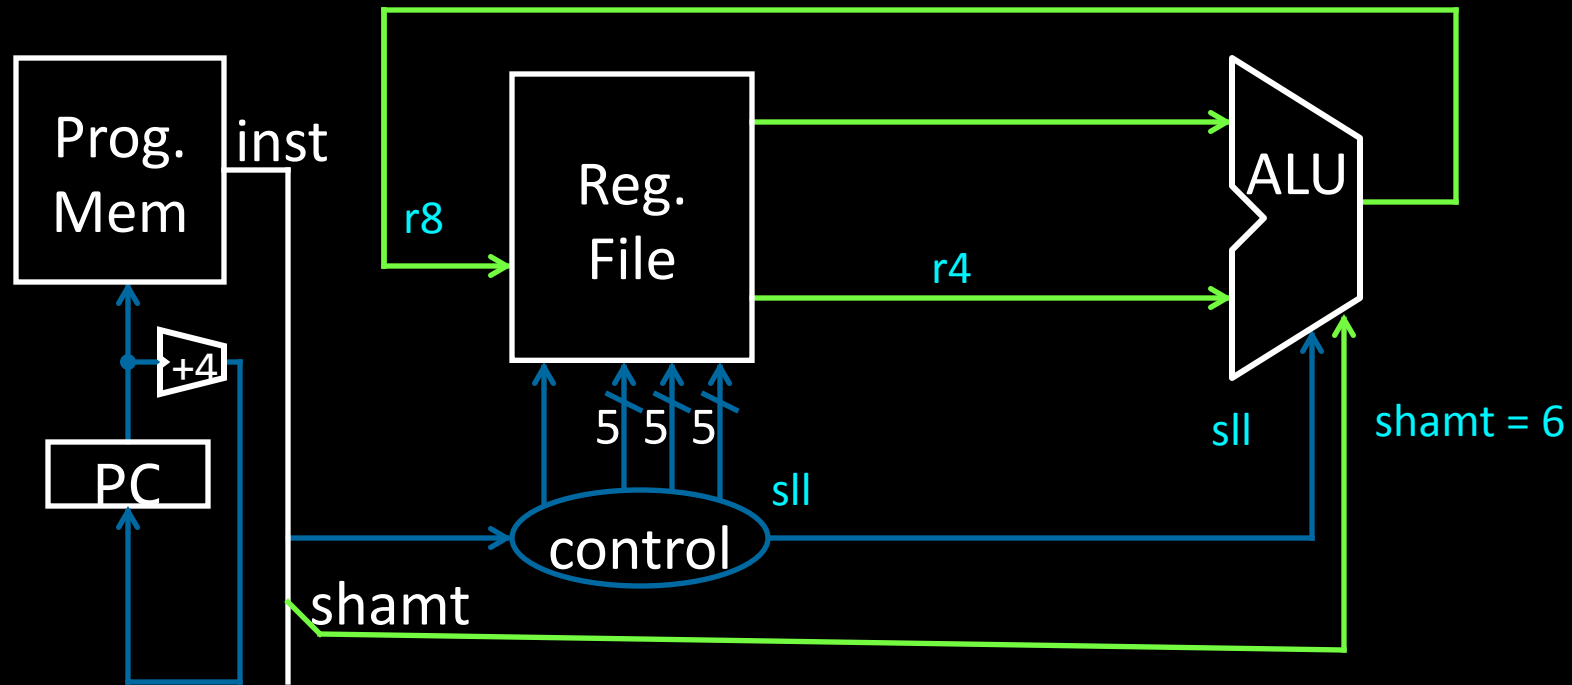 Prog.
Mem
inst
r8
Reg.
File
r4
ALU
+4
PC
5 5 5
sll
control
sll
shamt = 6
shamt